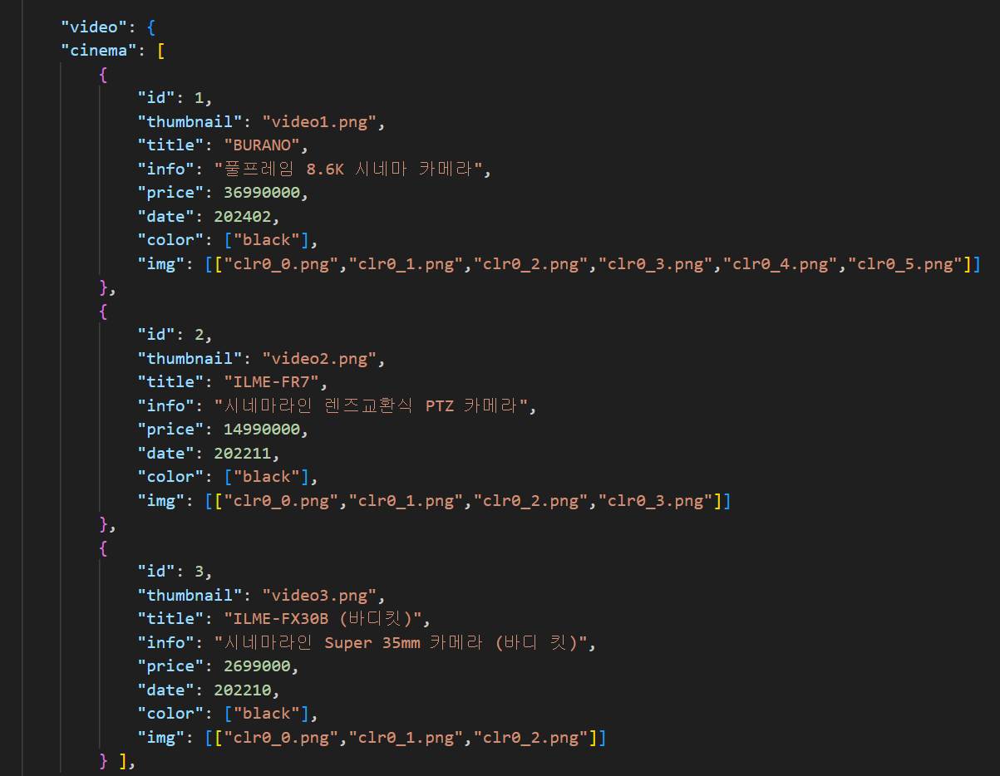 "video": {
"cinema": [
{
"id": 1,
"thumbnail": "video1.png",
"title": "BURANO",
"info": "풀프레임 8.6K 시네마 카메라",
"price": 36990000,
"date": 202402,
"color": ["black"],
"img": [["clr0_0.png","clr0_1.png","clr0_2.png","clr0_3.png","clr0_4.png","clr0_5.png"]]
},
{
"id": 2,
"thumbnail": "video2.png",
"title": "ILME-FR7",
"info": "시네마라인 렌즈교환식 PTZ 카메라",
"price": 14990000,
"date": 202211,
"color": ["black"],
"img": [["clr0_0.png","clr0_1.png","clr0_2.png","clr0_3.png"]]
},
{
"id": 3,
"thumbnail": "video3.png",
"title": "ILME-FX30B (바디킷)",
"info": "시네마라인 Super 35mm 카메라 (바디 킷)",
"price": 2699000,
"date": 202210,
"color": ["black"],
"img": [["clr0_0.png","clr0_1.png","clr0_2.png"]]
} ],